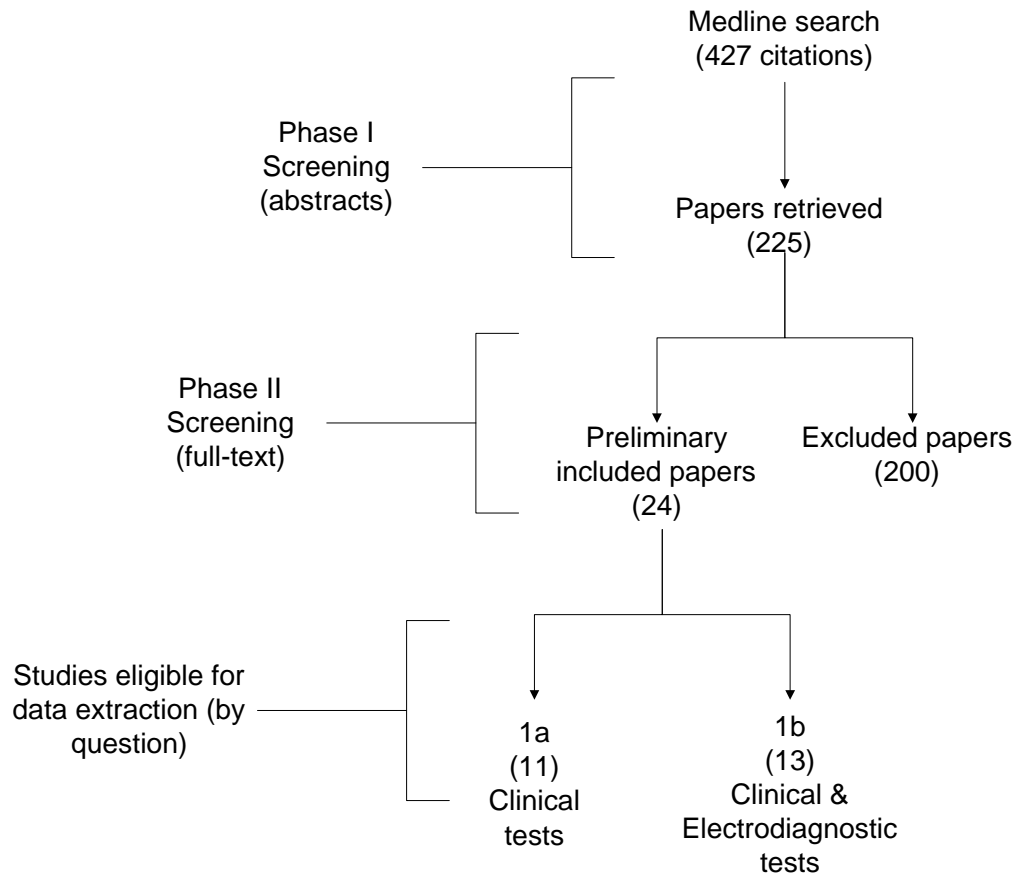 Medline search
(427 citations)
Phase I
Screening
(abstracts)
Papers retrieved
(225)
Phase II
Screening
(full-text)
Preliminary
included papers
(24)
Excluded papers
(200)
Studies eligible for
data extraction (by
question)
1a
(11)
Clinical
tests
1b
(13)
Clinical &
Electrodiagnostic
tests